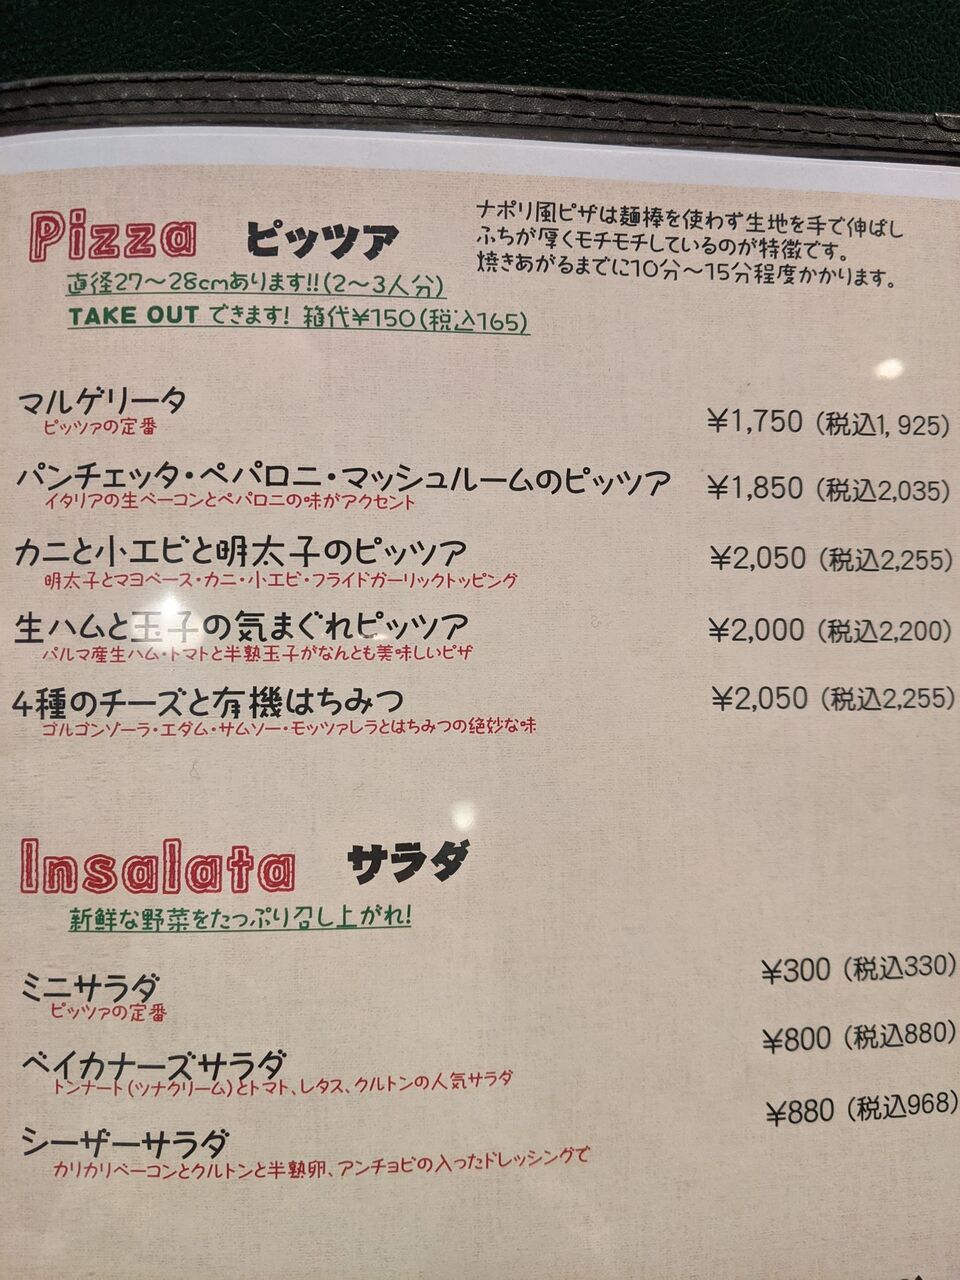 Pizza ピッツァ
ナポリ風ピザは麺棒を使わず生地を手で伸ばし
ふちが厚くモチモチしているのが特徴です。
焼きあがるまでに10分〜15分程度かかります。
直径27〜28cmあります!!(2〜3人分)
TAKE OUT できます! 箱代¥150(税込165)
マルゲリータ ¥1,750 (税込1,925)
ピッツァの定番
パンチェッタ・ペパロニ・マッシュルームのピッツァ ¥1,850 (税込2,035)
イタリアの生ベーコンとペパロニの味がアクセント
カニと小エビと明太子のピッツァ ¥2,050 (税込2,255)
明太子とマヨベース・カニ・小エビ・フライドガーリックトッピング
生ハムと玉子の気まぐれピッツァ ¥2,000 (税込2,200)
パルマ産生ハム・トマトと半熟玉子がなんとも美味しいピザ
4種のチーズと有機はちみつ ¥2,050 (税込2,255)
ゴルゴンゾーラ・エダム・サムソー・モッツァレラとはちみつの絶妙な味
Insalata サラダ
新鮮な野菜をたっぷり召し上がれ!
ミニサラダ ¥300 (税込330)
ピッツァの定番
ベイカナーズサラダ ¥800 (税込880)
トンナート(ツナクリーム)とトマト、レタス、クルトンの人気サラダ
シーザーサラダ ¥880 (税込968)
カリカリベーコンとクルトンと半熟卵、アンチョビの入ったドレッシングで